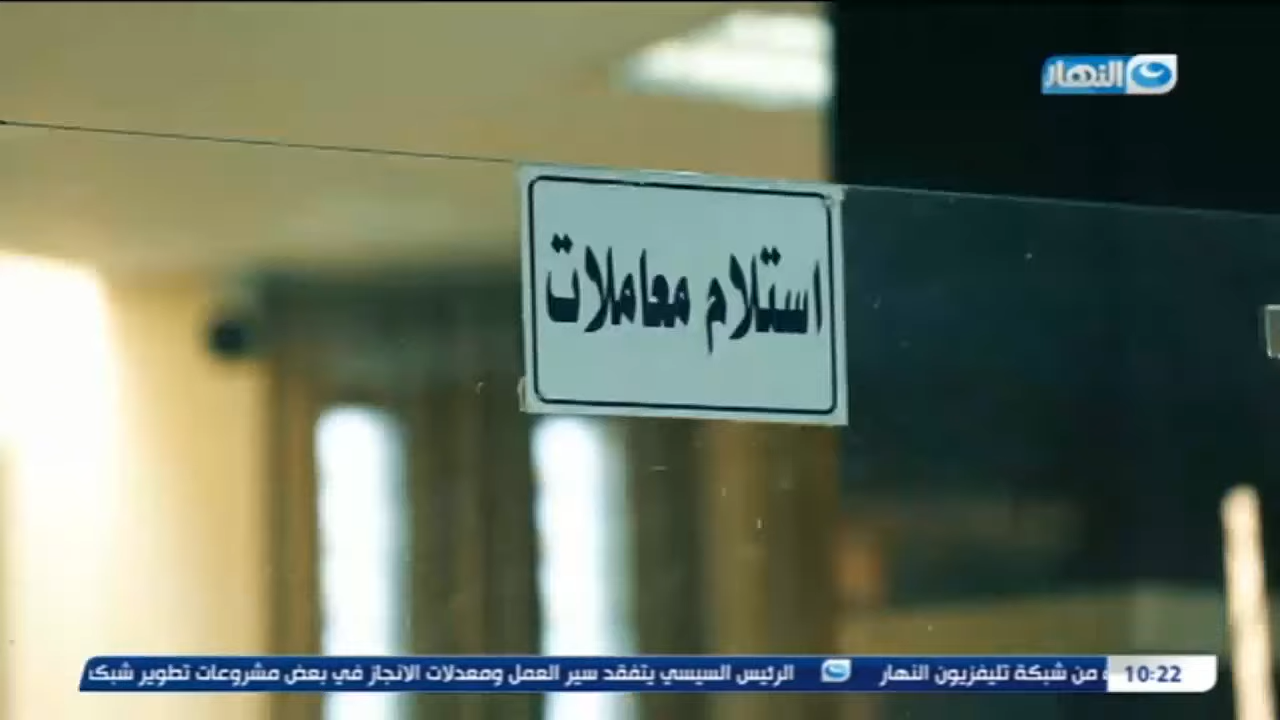 النهار
استلام معاملات
من شبكة تليفزيون النهار الرئيس السيسي يتفقد سير العمل ومعدلات الانجاز في بعض مشروعات تطوير شبك
10:22